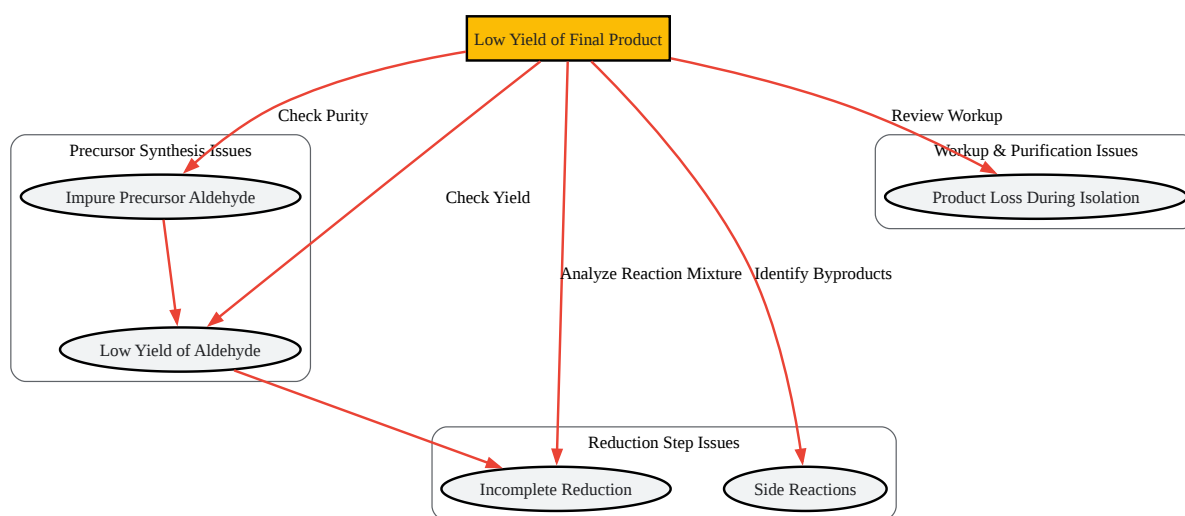 Low Yield of Final Product
Check Purity
Review Workup
Precursor Synthesis Issues
Workup & Purification Issues
Impure Precursor Aldehyde
Check Yield
Product Loss During Isolation
Analyze Reaction Mixture
Identify Byproducts
Low Yield of Aldehyde
Reduction Step Issues
Incomplete Reduction
Side Reactions